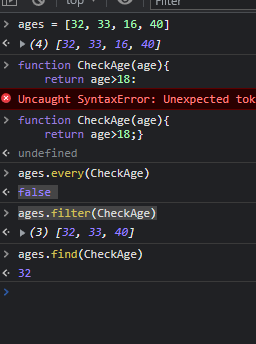 top
Filter
> ages = [32, 33, 16, 40]
(4) [32, 33, 16, 40]
> function CheckAge(age){
return age>18:
Uncaught SyntaxError: Unexpected tok
> function CheckAge(age){
return age>18;}
undefined
> ages.every(CheckAge)
false
> ages.filter(CheckAge)
(3) [32, 33, 40]
> ages.find(CheckAge)
32
>